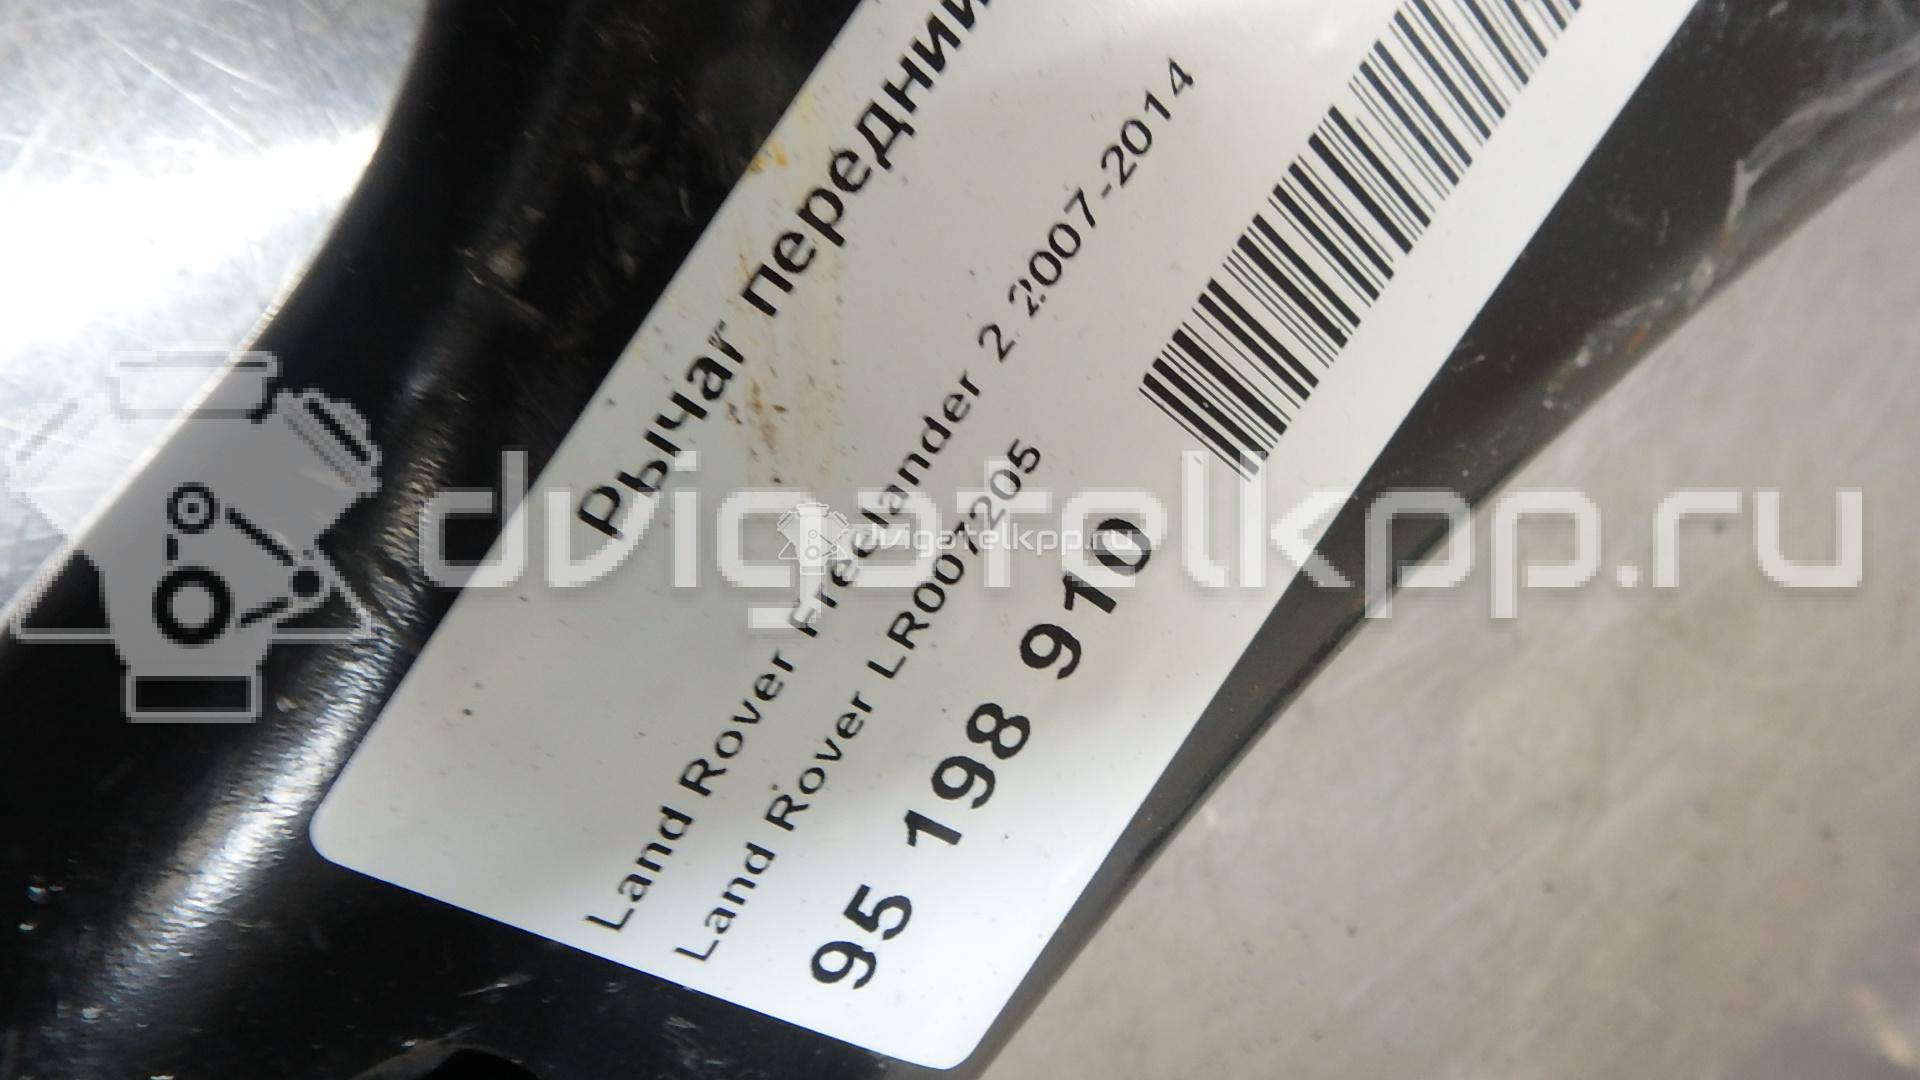 Рычаг передний
Land Rover Freelander 2 2007-2014
Land Rover LR007205
95 198 910
dvigatelkpp.ru
dvigatelkpp.ru